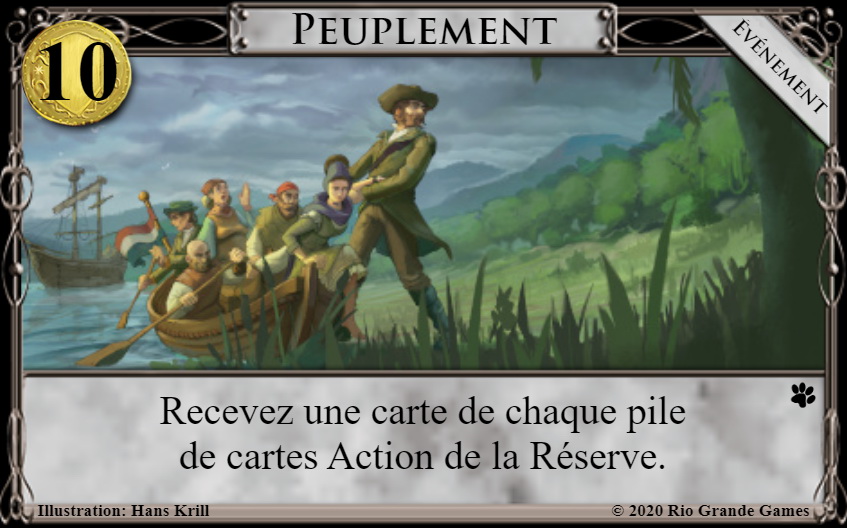 10
Peuplement
Événement
Recevez une carte de chaque pile
de cartes Action de la Réserve.
Illustration: Hans Krill
© 2020 Rio Grande Games